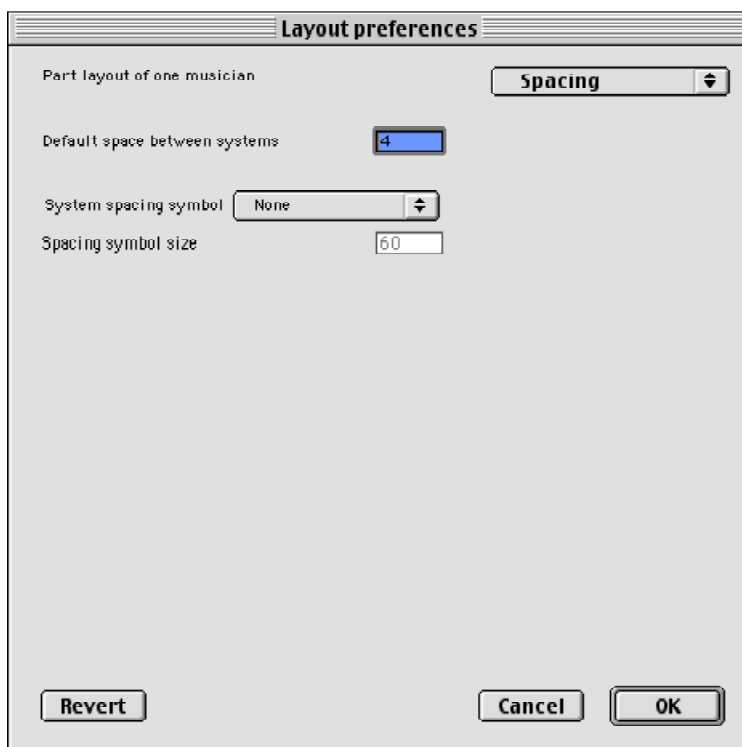 Layout preferences
Part layout of one musician
Spacing
Default space between systems
4
System spacing symbol
None
Spacing symbol size
60
Revert
Cancel
OK